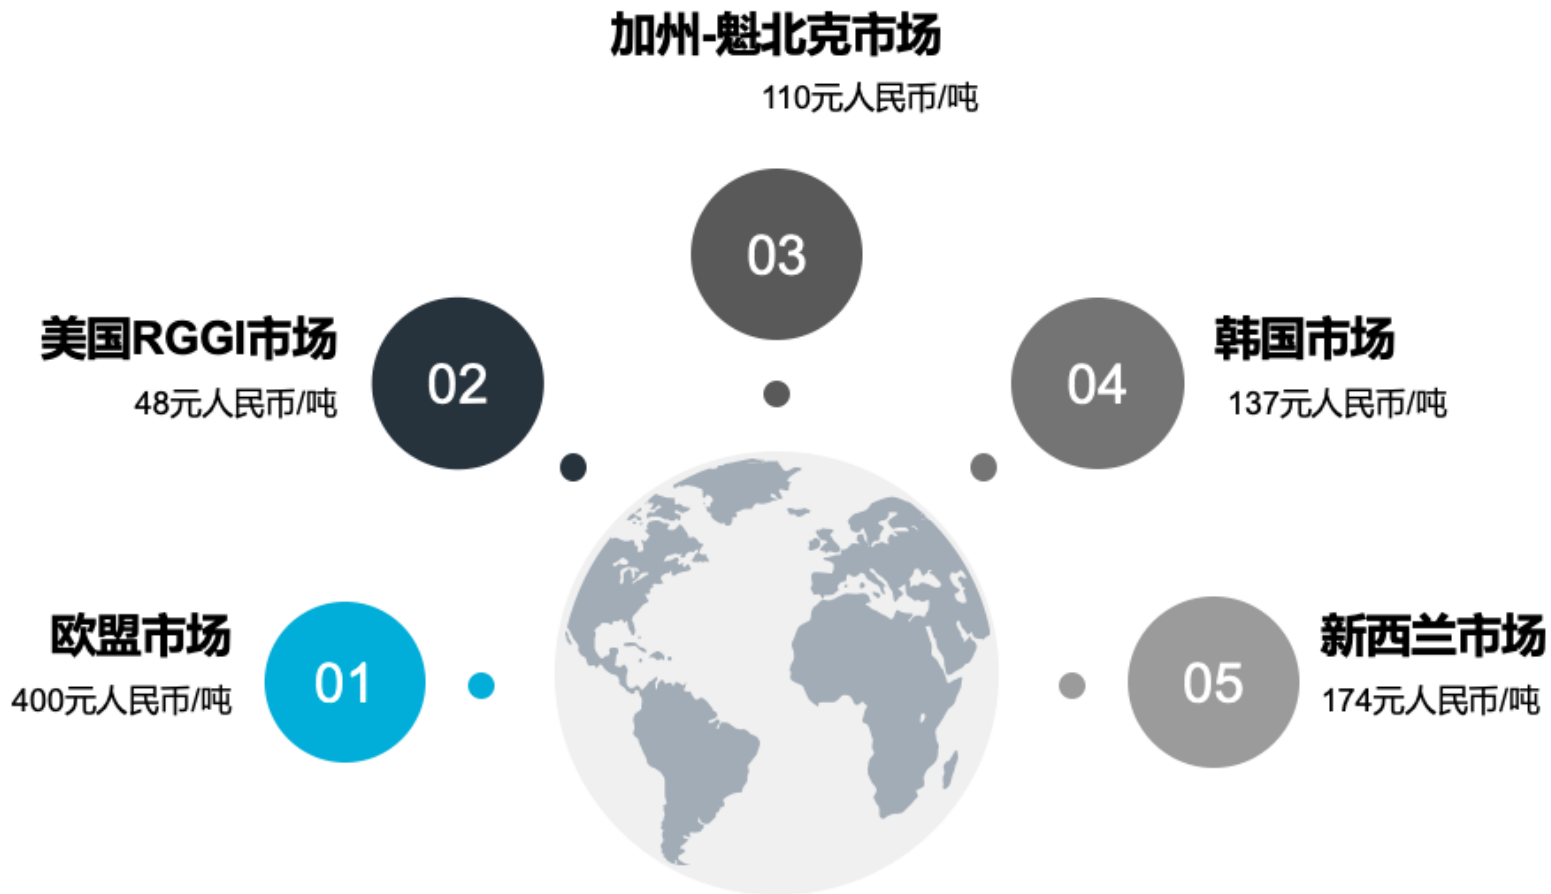 加州-魁北克市场
110元人民币/吨
03
美国RGGI市场
48元人民币/吨
02
04
韩国市场
137元人民币/吨
欧盟市场
400元人民币/吨
01
05
新西兰市场
174元人民币/吨